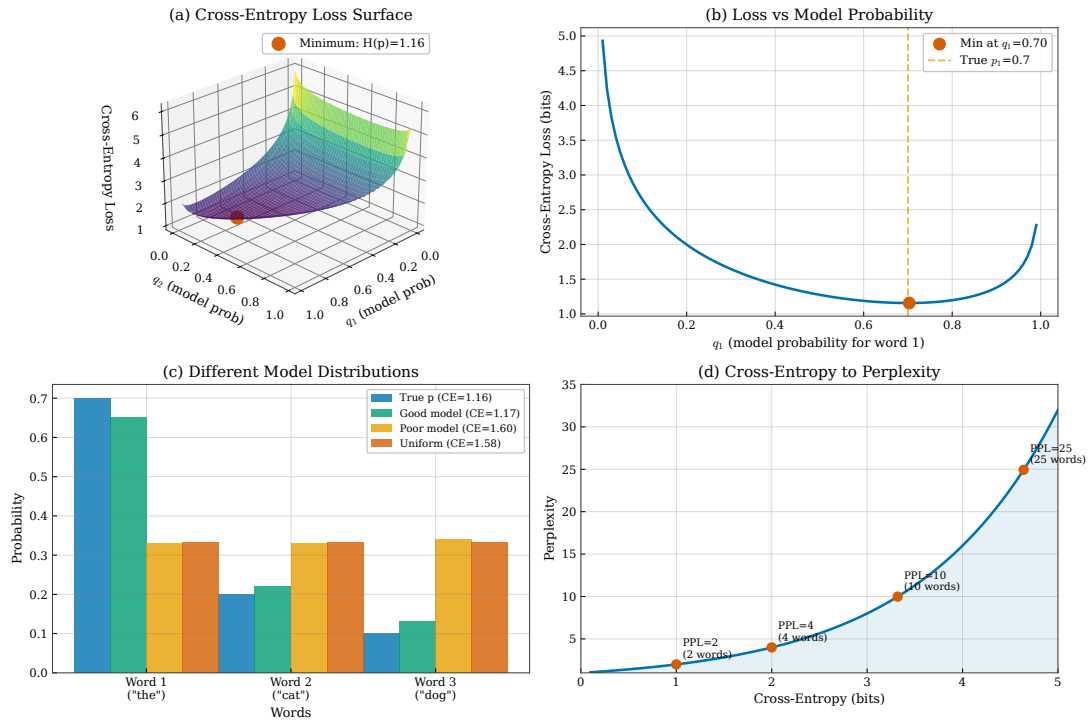 (a) Cross-Entropy Loss Surface
Minimum: H(p)=1.16
Cross-Entropy Loss
6
5
4
3
2
1
0.0
0.2
0.4
0.6
0.8
1.0
q₂ (model prob)
0.0
0.2
0.4
0.6
0.8
1.0
q₁ (model prob)
(b) Loss vs Model Probability
Min at q₁=0.70
True p₁=0.7
Cross-Entropy Loss (bits)
5.0
4.5
4.0
3.5
3.0
2.5
2.0
1.5
1.0
0.0 0.2 0.4 0.6 0.8 1.0
q₁ (model probability for word 1)
(c) Different Model Distributions
True p (CE=1.16)
Good model (CE=1.17)
Poor model (CE=1.60)
Uniform (CE=1.58)
Probability
0.7
0.6
0.5
0.4
0.3
0.2
0.1
0.0
Word 1 Word 2 Word 3
("the") ("cat") ("dog")
Words
(d) Cross-Entropy to Perplexity
Perplexity
35
30
25
20
15
10
5
PPL=25
(25 words)
PPL=10
(10 words)
PPL=4
(4 words)
PPL=2
(2 words)
0 1 2 3 4 5
Cross-Entropy (bits)